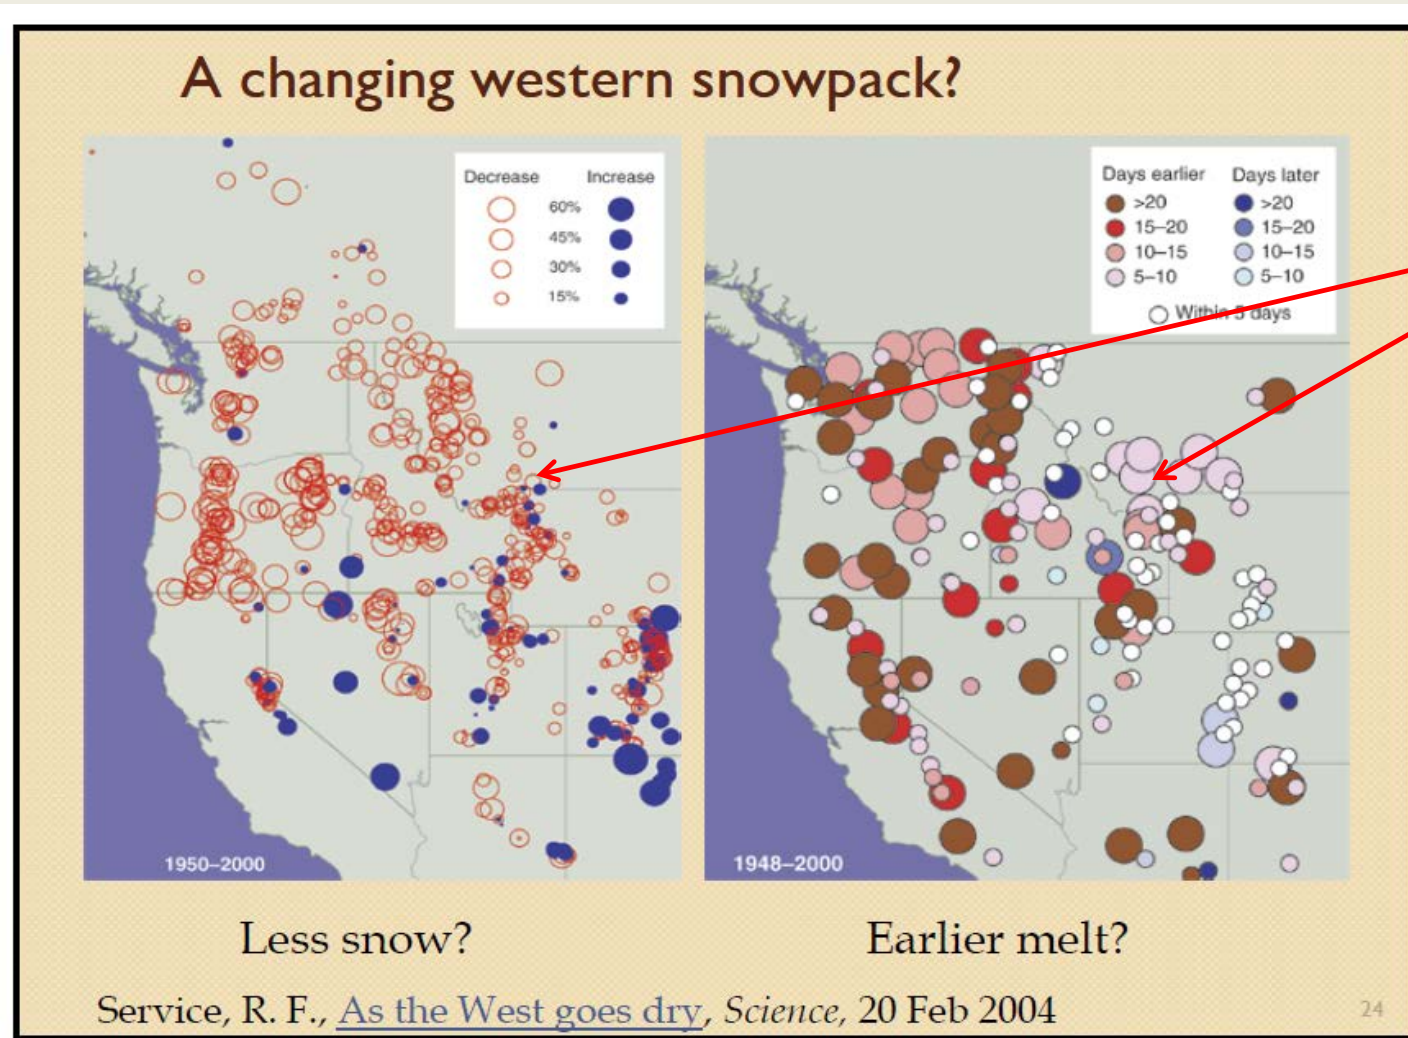 A changing western snowpack?
Decrease Increase
60%
45%
30%
15%
1950–2000
Days earlier Days later
>20 >20
15–20 15–20
10–15 10–15
5–10 5–10
Within 5 days
1948–2000
Less snow? Earlier melt?
Service, R. F., As the West goes dry, Science, 20 Feb 2004
24